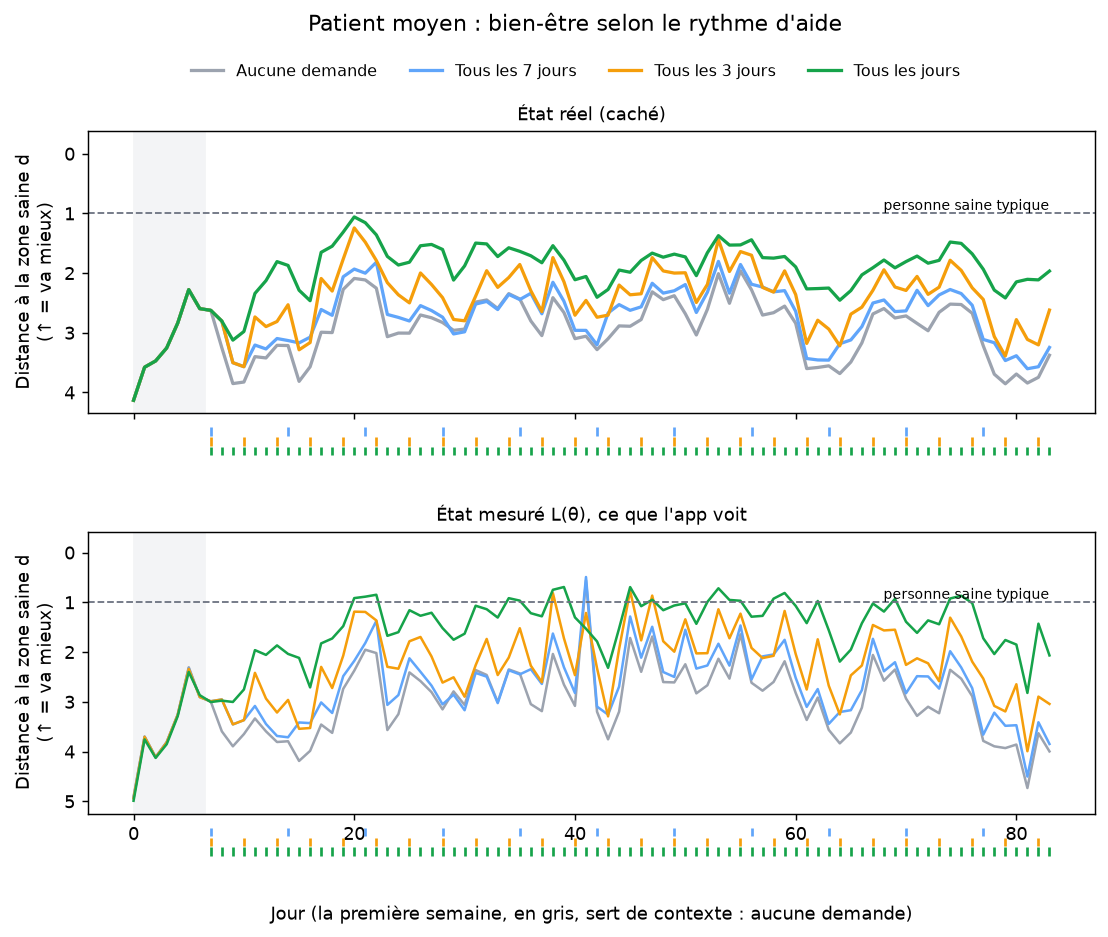 Patient moyen : bien-être selon le rythme d'aide
Aucune demande
Tous les 7 jours
Tous les 3 jours
Tous les jours
État réel (caché)
Distance à la zone saine d
(↑ = va mieux)
0
1
2
3
4
personne saine typique
État mesuré L(θ), ce que l'app voit
Distance à la zone saine d
(↑ = va mieux)
0
1
2
3
4
5
personne saine typique
0
20
40
60
80
Jour (la première semaine, en gris, sert de contexte : aucune demande)